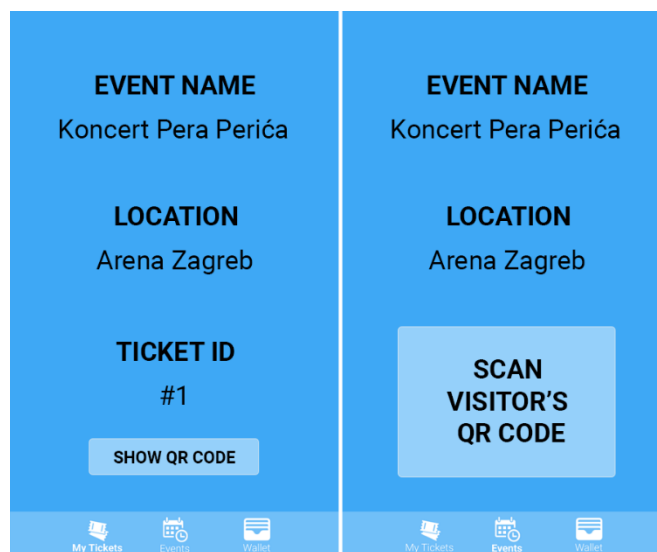 EVENT NAME
Koncert Pera Perića
LOCATION
Arena Zagreb
TICKET ID
#1
SHOW QR CODE
My Tickets
Events
Wallet
EVENT NAME
Koncert Pera Perića
LOCATION
Arena Zagreb
SCAN
VISITOR’S
QR CODE
My Tickets
Events
Wallet